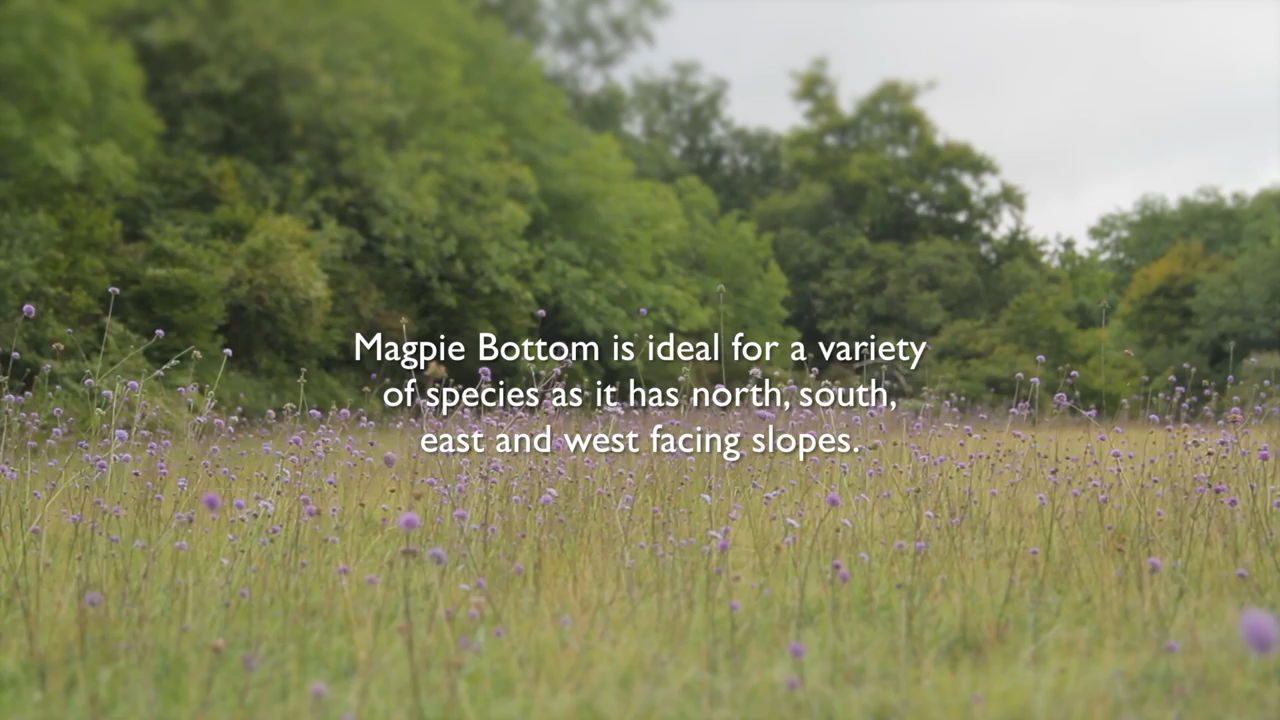 Magpie Bottom is ideal for a variety
of species as it has north, south,
east and west facing slopes.